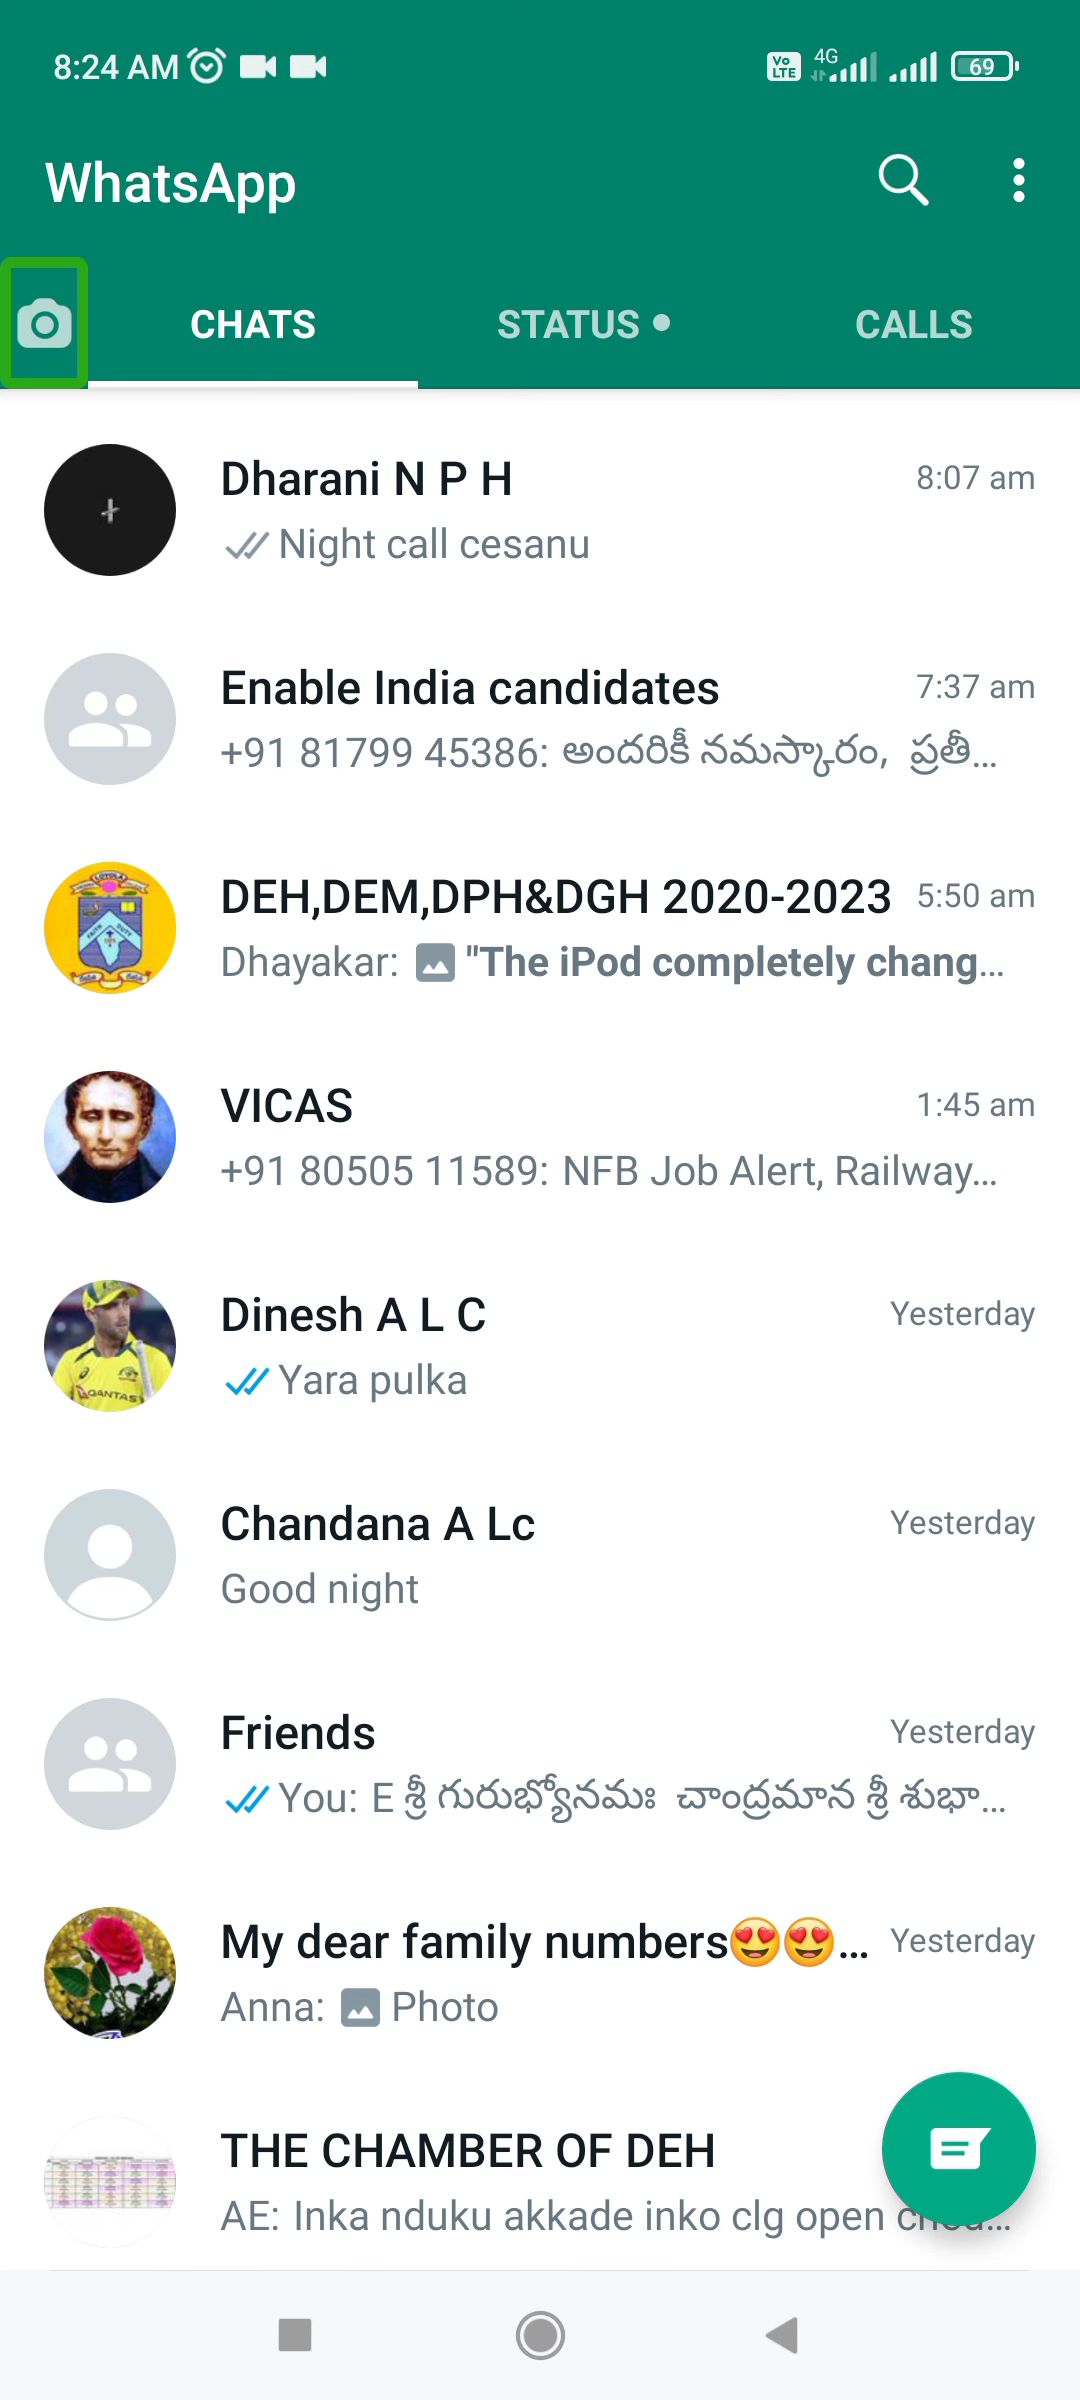 8:24 AM Vo LTE 4G 69
WhatsApp
CHATS STATUS CALLS
Dharani N P H 8:07 am
Night call cesanu
Enable India candidates 7:37 am
+91 81799 45386: అందరికీ నమస్కారం, ప్రతీ...
DEH,DEM,DPH&DGH 2020-2023 5:50 am
Dhayakar: "The iPod completely chang...
VICAS 1:45 am
+91 80505 11589: NFB Job Alert, Railway...
Dinesh A L C Yesterday
Yara pulka
Chandana A Lc Yesterday
Good night
Friends Yesterday
You: E శ్రీ గురుభ్యోనమః చాంద్రమాన శ్రీ శుభా...
My dear family numbers😍😍... Yesterday
Anna: Photo
THE CHAMBER OF DEH
AE: Inka nduku akkade inko clg open